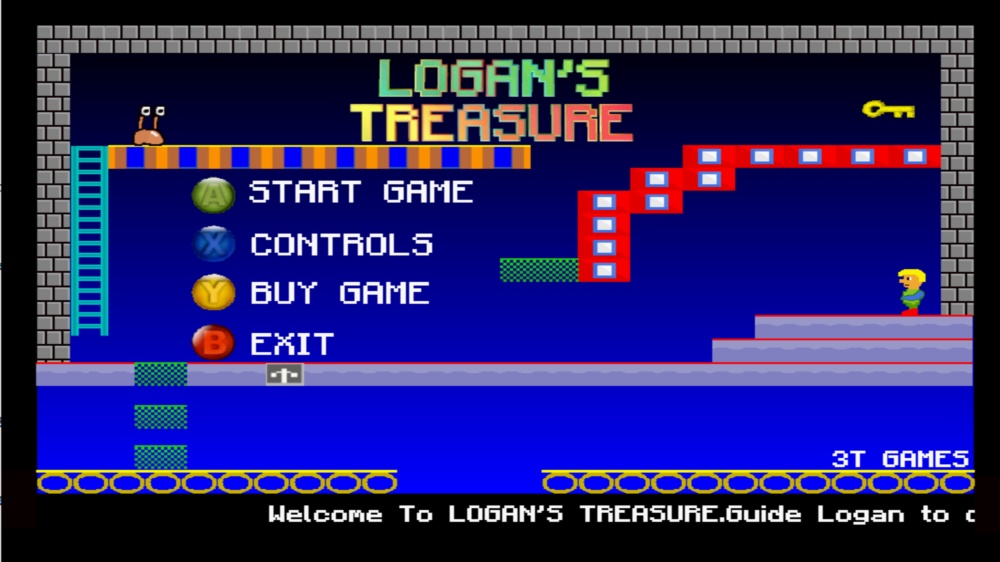 LOGAN'S
TREASURE
A START GAME
X CONTROLS
Y BUY GAME
B EXIT
3T GAMES
Welcome To LOGAN'S TREASURE.Guide Logan to